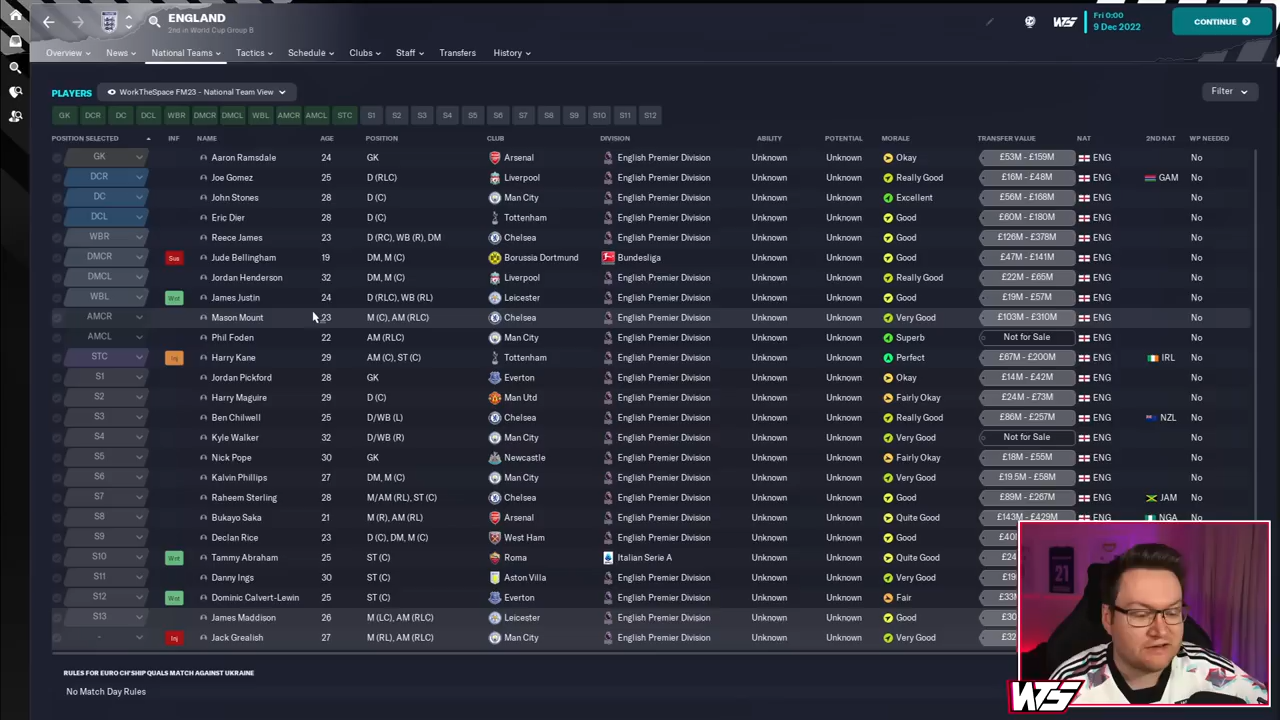 ENGLAND
2nd in World Cup Group B
Fri 0:00
9 Dec 2022
CONTINUE
Overview News National Teams Tactics Schedule Clubs Staff Transfers History
PLAYERS WorkTheSpace FM23 - National Team View Filter
GK DCR DC DCL WBR DMCR DMCL WBL AMCR AMCL STC S1 S2 S3 S4 S5 S6 S7 S8 S9 S10 S11 S12
POSITION SELECTED INF NAME AGE POSITION CLUB DIVISION ABILITY POTENTIAL MORALE TRANSFER VALUE NAT 2ND NAT WP NEEDED
GK Aaron Ramsdale 24 GK Arsenal English Premier Division Unknown Unknown Okay £53M - £159M ENG No
DCR Joe Gomez 25 D (RLC) Liverpool English Premier Division Unknown Unknown Really Good £16M - £48M ENG GAM No
DC John Stones 28 D (C) Man City English Premier Division Unknown Unknown Excellent £56M - £168M ENG No
DCL Eric Dier 28 D (C) Tottenham English Premier Division Unknown Unknown Good £60M - £180M ENG No
WBR Reece James 23 D (RC), WB (R), DM Chelsea English Premier Division Unknown Unknown Good £126M - £378M ENG No
DMCR Sus Jude Bellingham 19 DM, M (C) Borussia Dortmund Bundesliga Unknown Unknown Good £47M - £141M ENG No
DMCL Jordan Henderson 32 DM, M (C) Liverpool English Premier Division Unknown Unknown Really Good £22M - £65M ENG No
WBL Wnt James Justin 24 D (RLC), WB (RL) Leicester English Premier Division Unknown Unknown Good £19M - £57M ENG No
AMCR Mason Mount 23 M (C), AM (RLC) Chelsea English Premier Division Unknown Unknown Very Good £103M - £310M ENG No
AMCL Phil Foden 22 AM (RLC) Man City English Premier Division Unknown Unknown Superb Not for Sale ENG No
STC Inj Harry Kane 29 AM (C), ST (C) Tottenham English Premier Division Unknown Unknown Perfect £67M - £200M ENG IRL No
S1 Jordan Pickford 28 GK Everton English Premier Division Unknown Unknown Okay £14M - £42M ENG No
S2 Harry Maguire 29 D (C) Man Utd English Premier Division Unknown Unknown Fairly Okay £24M - £73M ENG No
S3 Ben Chilwell 25 D/WB (L) Chelsea English Premier Division Unknown Unknown Really Good £86M - £257M ENG NZL No
S4 Kyle Walker 32 D/WB (R) Man City English Premier Division Unknown Unknown Very Good Not for Sale ENG No
S5 Nick Pope 30 GK Newcastle English Premier Division Unknown Unknown Fairly Okay £18M - £55M ENG No
S6 Kalvin Phillips 27 DM, M (C) Man City English Premier Division Unknown Unknown Very Good £19.5M - £58M ENG No
S7 Raheem Sterling 28 M/AM (RL), ST (C) Chelsea English Premier Division Unknown Unknown Good £89M - £267M ENG JAM No
S8 Bukayo Saka 21 M (R), AM (RL) Arsenal English Premier Division Unknown Unknown Quite Good £143M - £429M ENG NGA No
S9 Declan Rice 23 D (C), DM, M (C) West Ham English Premier Division Unknown Unknown Good
S10 Wnt Tammy Abraham 25 ST (C) Roma Italian Serie A Unknown Unknown Quite Good
S11 Danny Ings 30 ST (C) Aston Villa English Premier Division Unknown Unknown Very Good
S12 Wnt Dominic Calvert-Lewin 25 ST (C) Everton English Premier Division Unknown Unknown Fair
S13 James Maddison 26 M (LC), AM (RLC) Leicester English Premier Division Unknown Unknown Good
- Inj Jack Grealish 27 M (RL), AM (RLC) Man City English Premier Division Unknown Unknown Very Good
RULES FOR EURO CH'SHIP QUALS MATCH AGAINST UKRAINE
No Match Day Rules
21
WTS